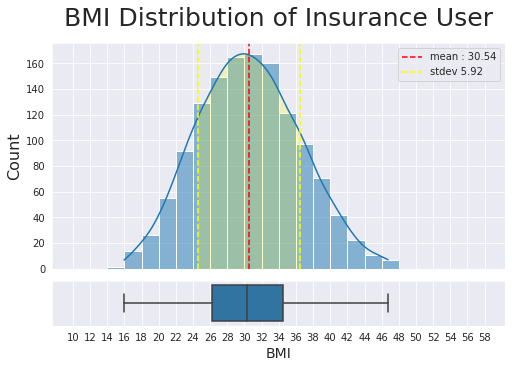 BMI Distribution of Insurance User
mean : 30.54
stdev 5.92
160
140
120
100
80
60
40
20
0
Count
10 12 14 16 18 20 22 24 26 28 30 32 34 36 38 40 42 44 46 48 50 52 54 56 58
BMI